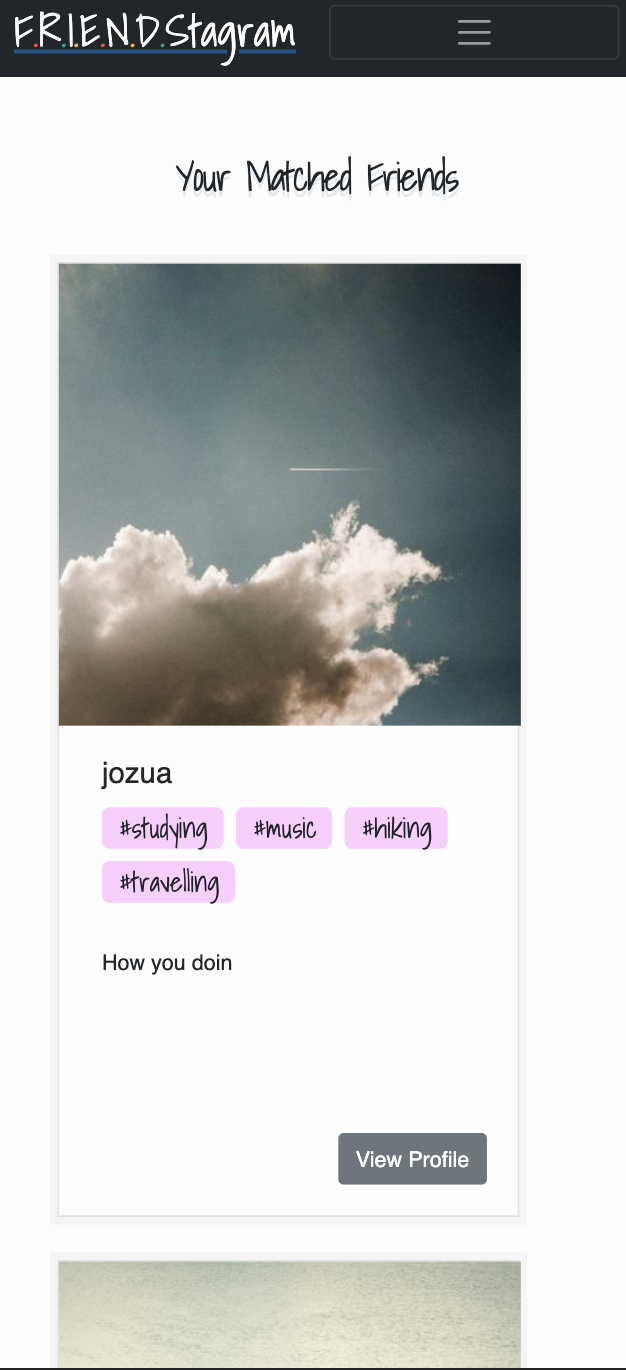 F.R.I.E.N.D.Stagram
Your Matched Friends
jozua
#studying #music #hiking
#travelling
How you doin
View Profile